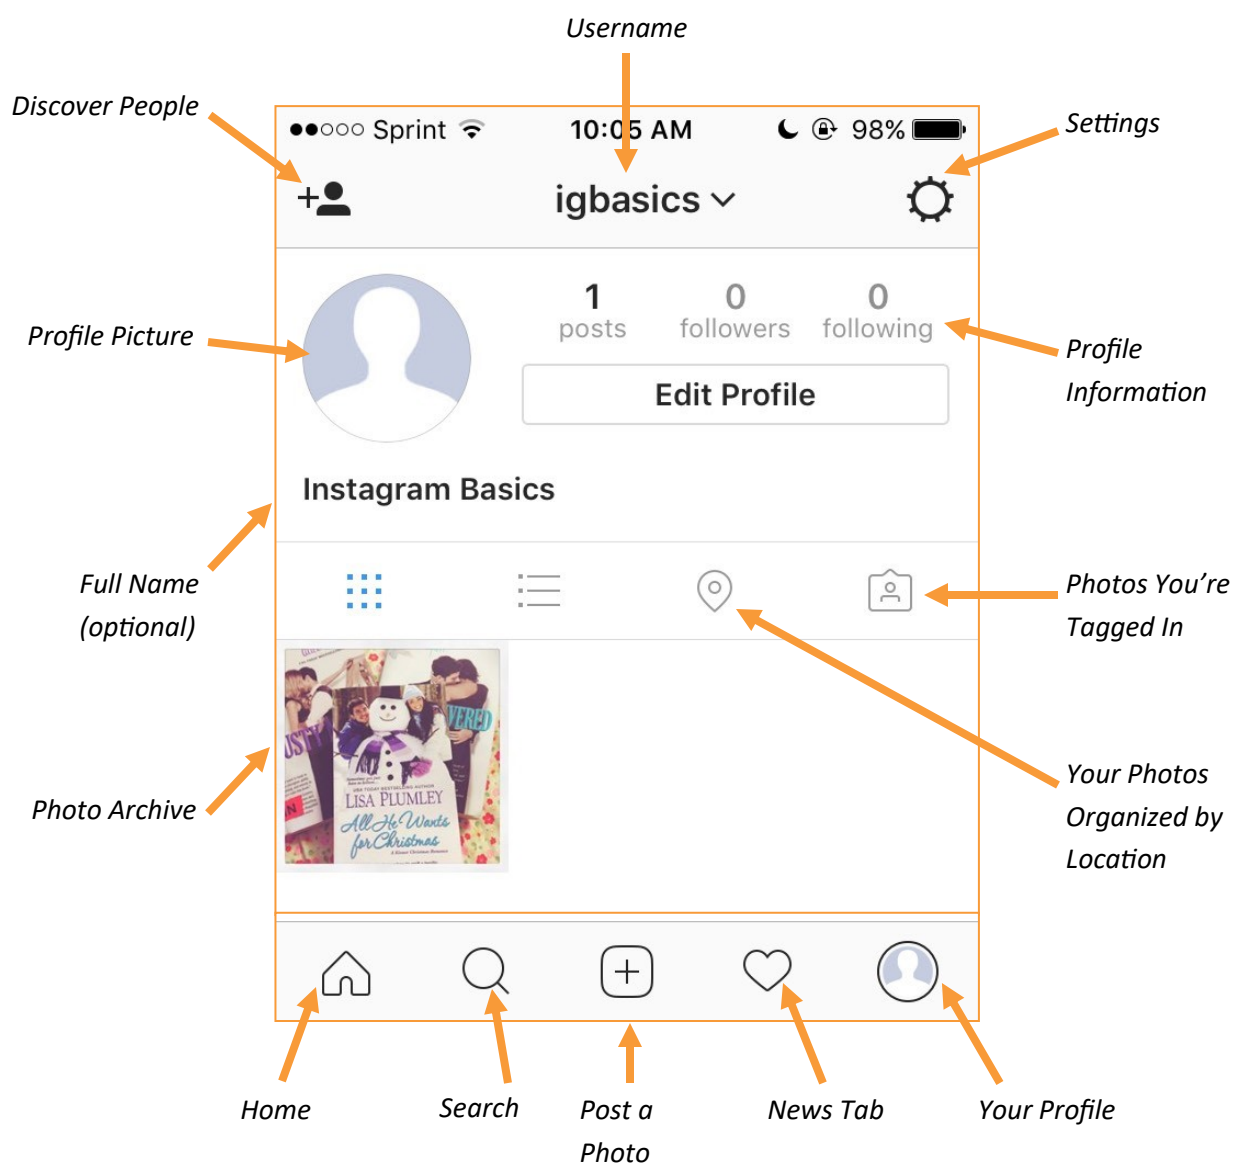 Username
Discover People
Settings
Sprint 10:05 AM 98%
igbasics
1 0 0
posts followers following
Profile Picture
Profile
Information
Edit Profile
Instagram Basics
Full Name
(optional)
Photos You're
Tagged In
VERED
USTY
LISA PLUMLEY
All He Wants
for Christmas
Photo Archive
Your Photos
Organized by
Location
Home
Search
Post a
Photo
News Tab
Your Profile